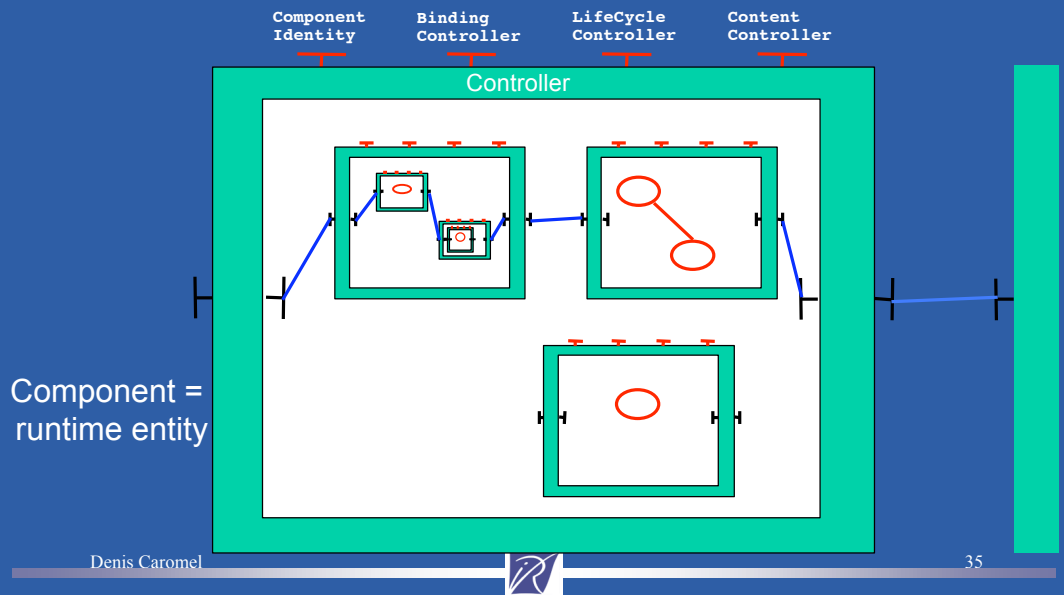 Component
Identity
Binding
Controller
LifeCycle
Controller
Content
Controller
Controller
Component =
runtime entity
Denis Caromel
35